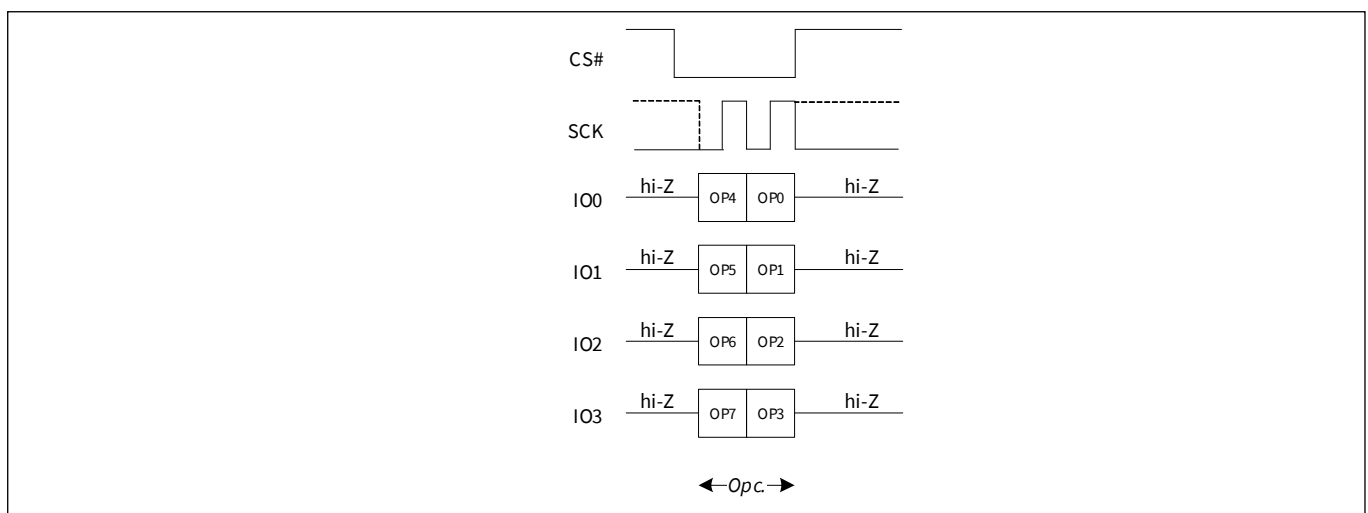 CS#
SCK
hi-Z hi-Z
IO0 OP4 OP0
hi-Z hi-Z
IO1 OP5 OP1
hi-Z hi-Z
IO2 OP6 OP2
hi-Z hi-Z
IO3 OP7 OP3
Opc.